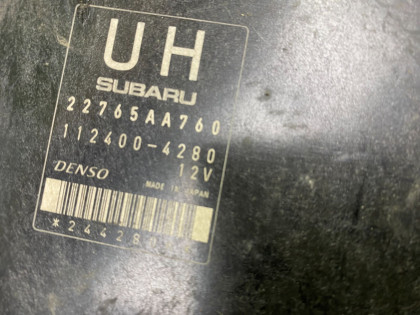 UH
SUBARU
22765AA760
112400-4280
12V
DENSO
MADE IN JAPAN